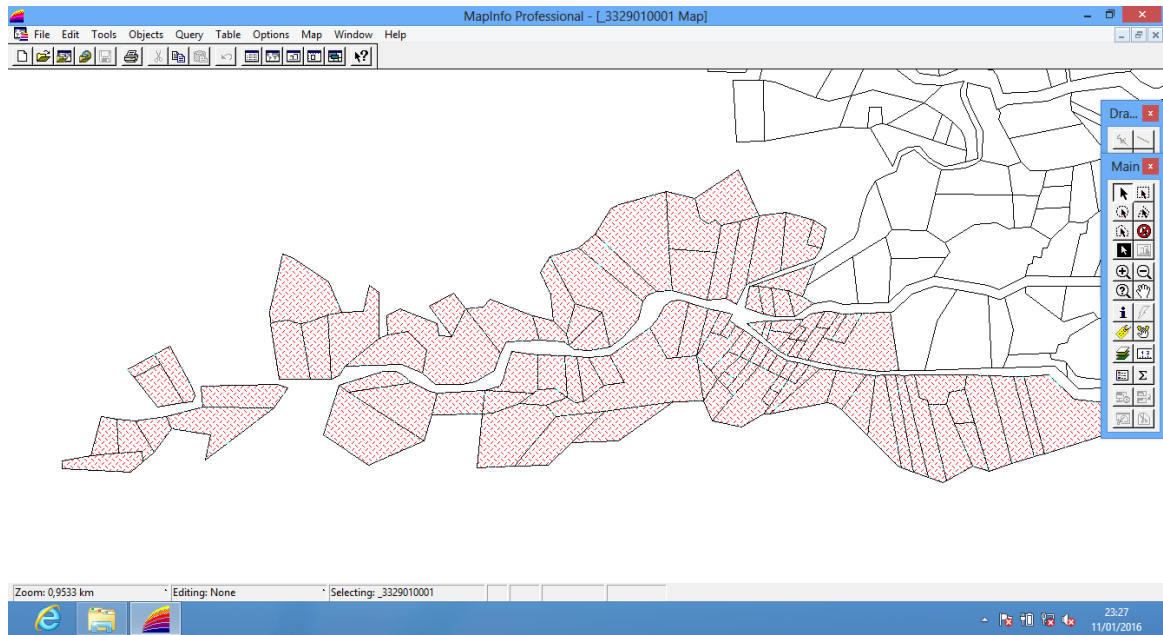 MapInfo Professional - [_3329010001 Map]
File Edit Tools Objects Query Table Options Map Window Help
Dra...
Main
Zoom: 0,9533 km
Editing: None
Selecting: _3329010001
23:27
11/01/2016